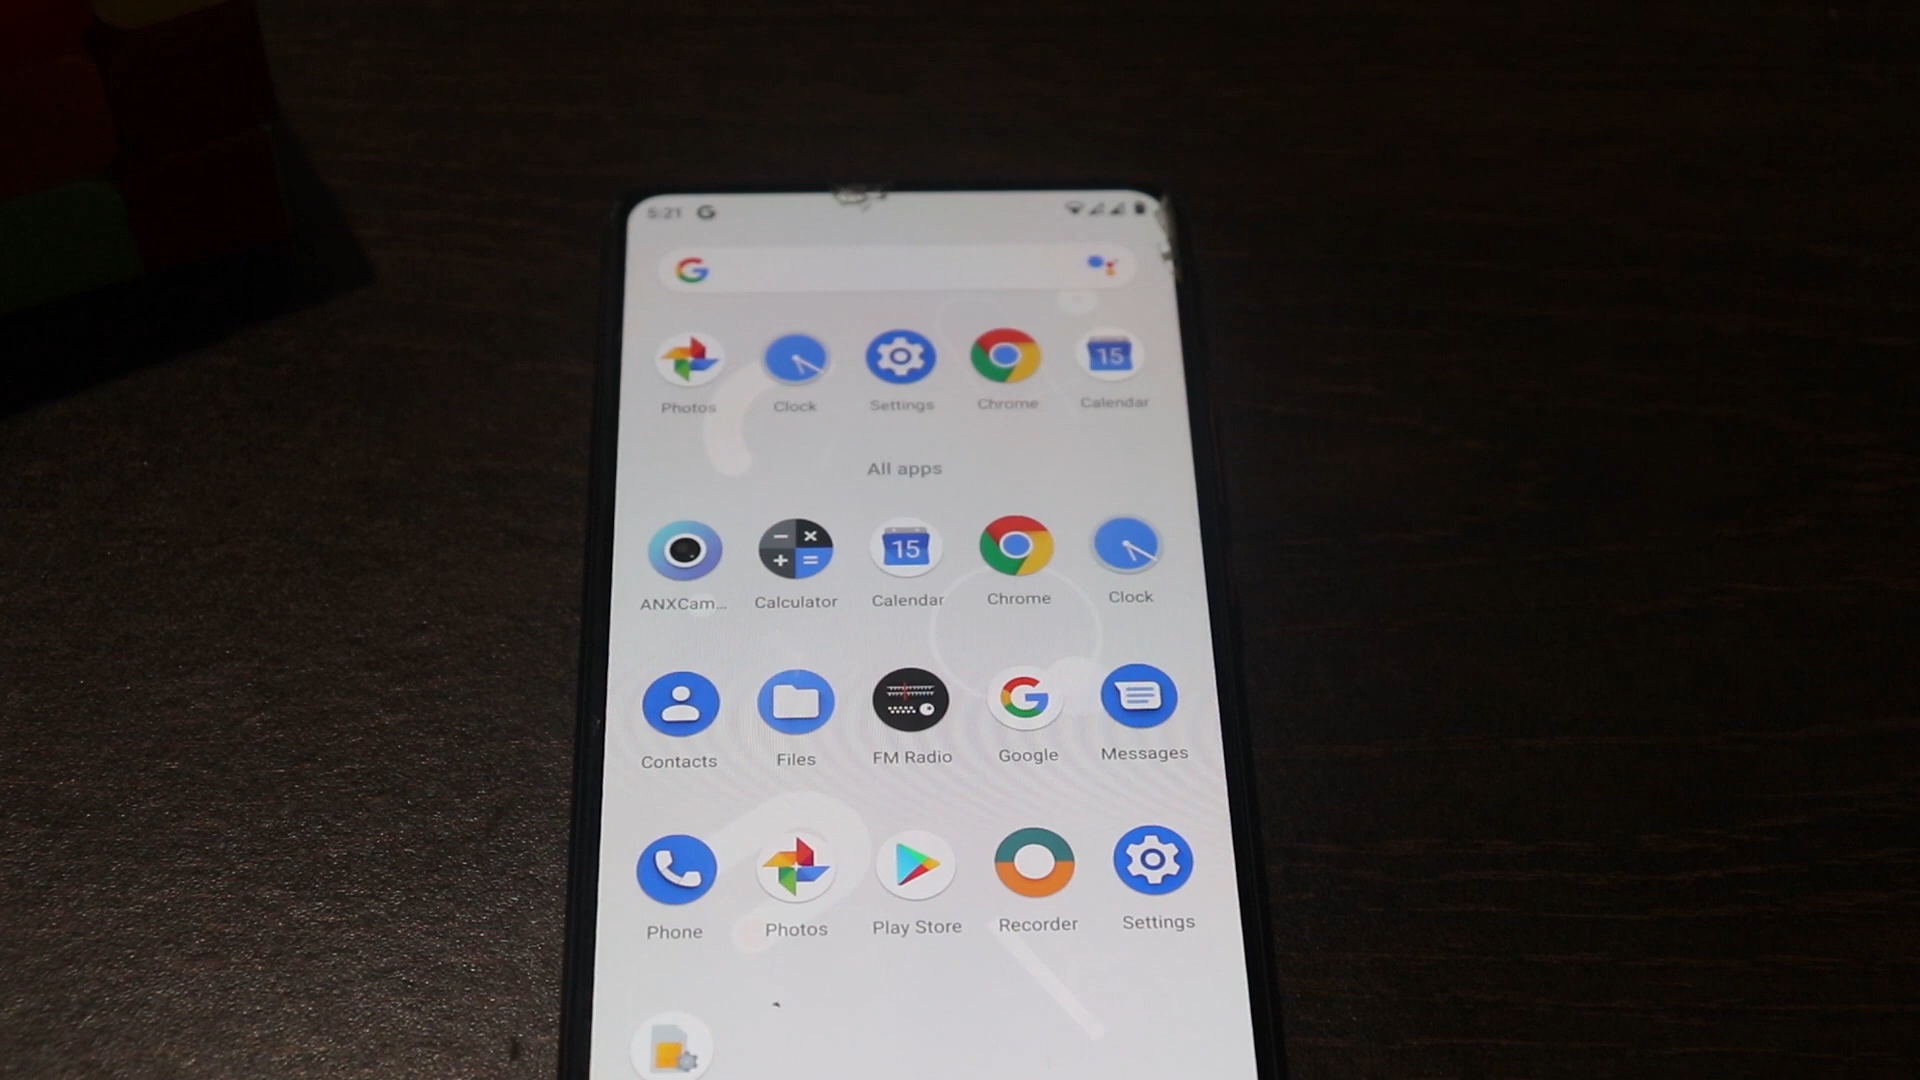 5:21 G
G
Photos Clock Settings Chrome Calendar
15
All apps
15
ANXCam... Calculator Calendar Chrome Clock
G
Contacts Files FM Radio Google Messages
Phone Photos Play Store Recorder Settings